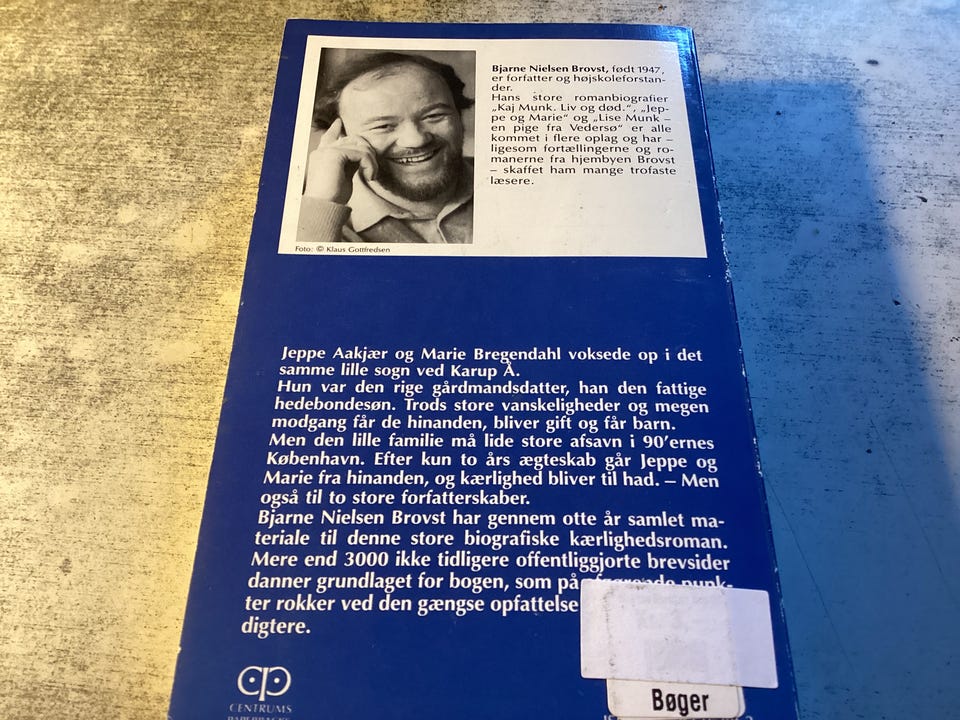 Bjarne Nielsen Brovst, født 1947,
er forfatter og højskoleforstan-
der.
Hans store romanbiografier
„Kaj Munk. Liv og død.", „Jep-
pe og Marie" og „Lise Munk –
en pige fra Vedersø" er alle
kommet i flere oplag og har –
ligesom fortællingerne og ro-
manerne fra hjembyen Brovst
– skaffet ham mange trofaste
læsere.
Foto: © Klaus Gottfredsen
Jeppe Aakjær og Marie Bregendahl voksede op i det
samme lille sogn ved Karup Å.
Hun var den rige gårdmandsdatter, han den fattige
hedebondesøn. Trods store vanskeligheder og megen
modgang får de hinanden, bliver gift og får barn.
Men den lille familie må lide store afsavn i 90'ernes
København. Efter kun to års ægteskab går Jeppe og
Marie fra hinanden, og kærlighed bliver til had. – Men
også til to store forfatterskaber.
Bjarne Nielsen Brovst har gennem otte år samlet ma-
teriale til denne store biografiske kærlighedsroman.
Mere end 3000 ikke tidligere offentliggjorte brevsider
danner grundlaget for bogen, som på afgørende punk-
ter rokker ved den gængse opfattelse
digtere.
CENTRUMS
PAPERBACKS
Bøger